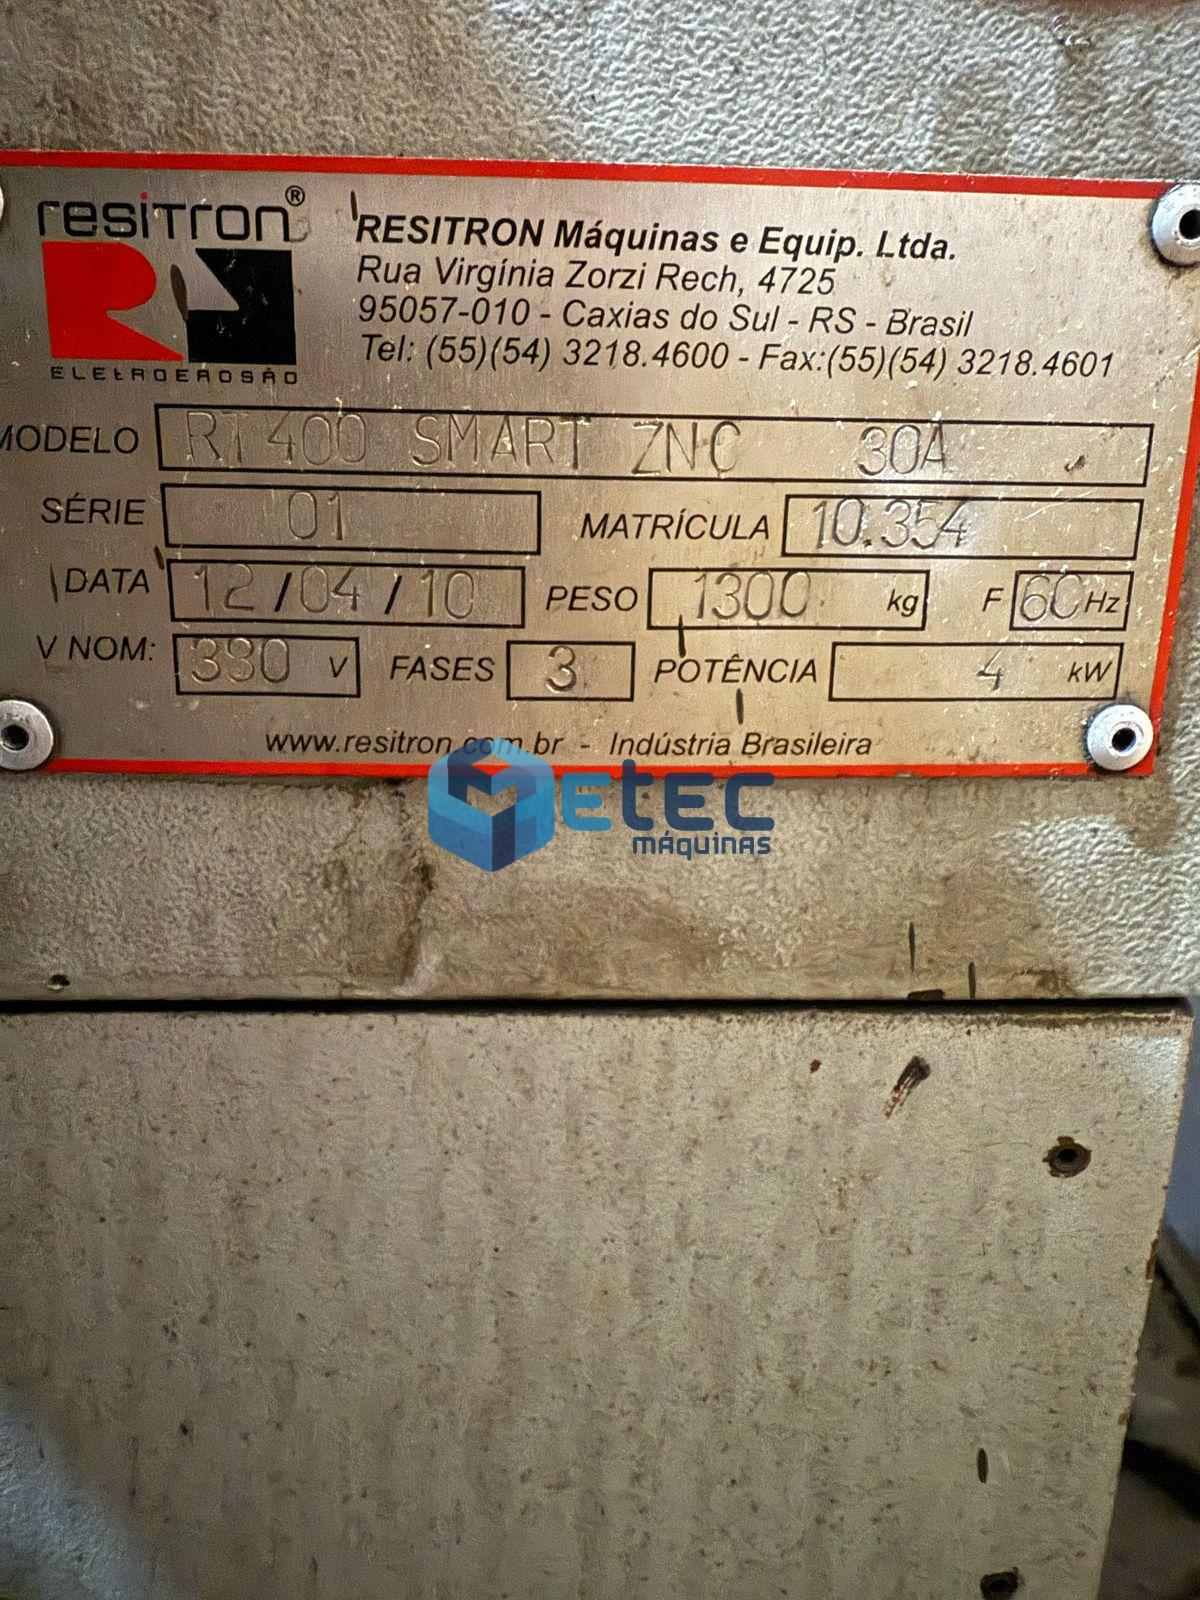 resitron®
ELETROEROSÃO
RESITRON Máquinas e Equip. Ltda.
Rua Virgínia Zorzi Rech, 4725
95057-010 - Caxias do Sul - RS - Brasil
Tel: (55)(54) 3218.4600 - Fax:(55)(54) 3218.4601
MODELO RT 400 SMART ZNC 30A
SÉRIE 01 MATRÍCULA 10.354
DATA 12/04/10 PESO 1300 kg F 60 Hz
V NOM: 380 V FASES 3 POTÊNCIA 4 kW
www.resitron.com.br - Indústria Brasileira
METEC
MÁQUINAS